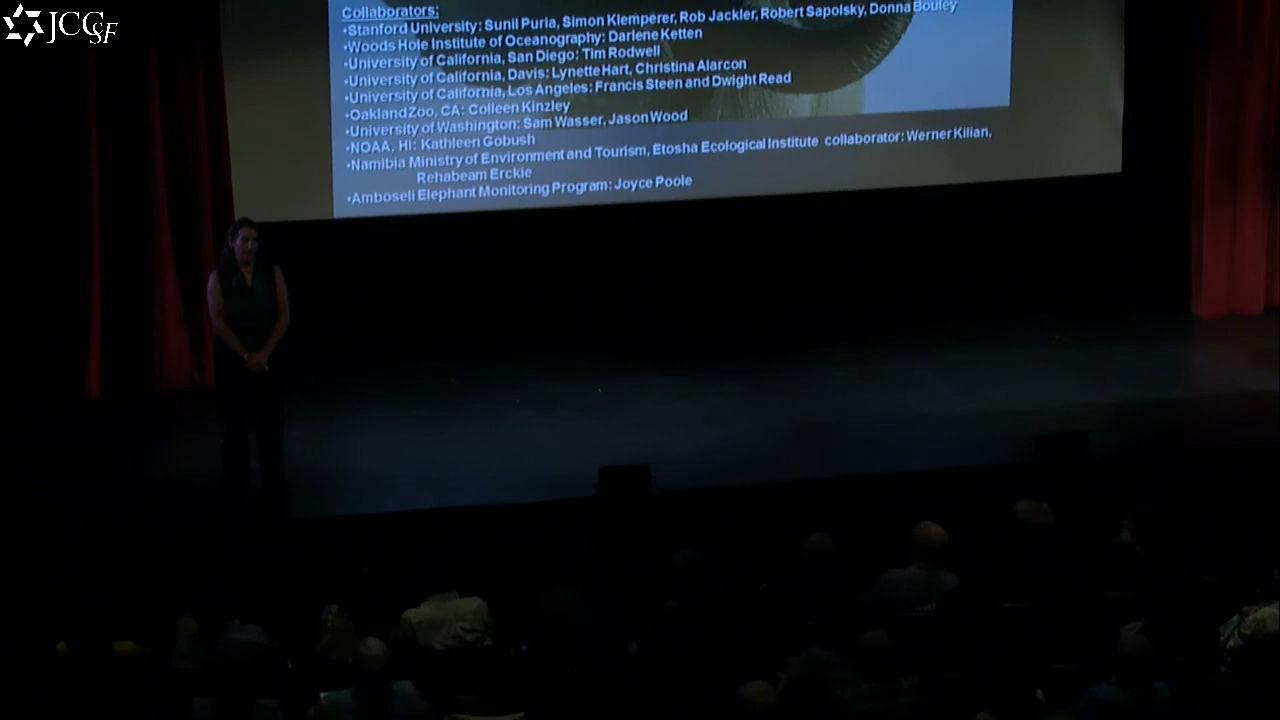 JCCSF
Collaborators:
•Stanford University: Sunil Puria, Simon Klemperer, Rob Jackler, Robert Sapolsky, Donna Bouley
•Woods Hole Institute of Oceanography: Darlene Ketten
•University of California, San Diego: Tim Rodwell
•University of California, Davis: Lynette Hart, Christina Alarcon
•University of California, Los Angeles: Francis Steen and Dwight Read
•Oakland Zoo, CA: Colleen Kinzley
•University of Washington: Sam Wasser, Jason Wood
•NOAA, HI: Kathleen Gobush
•Namibia Ministry of Environment and Tourism, Etosha Ecological Institute collaborator: Werner Kilian,
Rehabeam Erckie
•Amboseli Elephant Monitoring Program: Joyce Poole